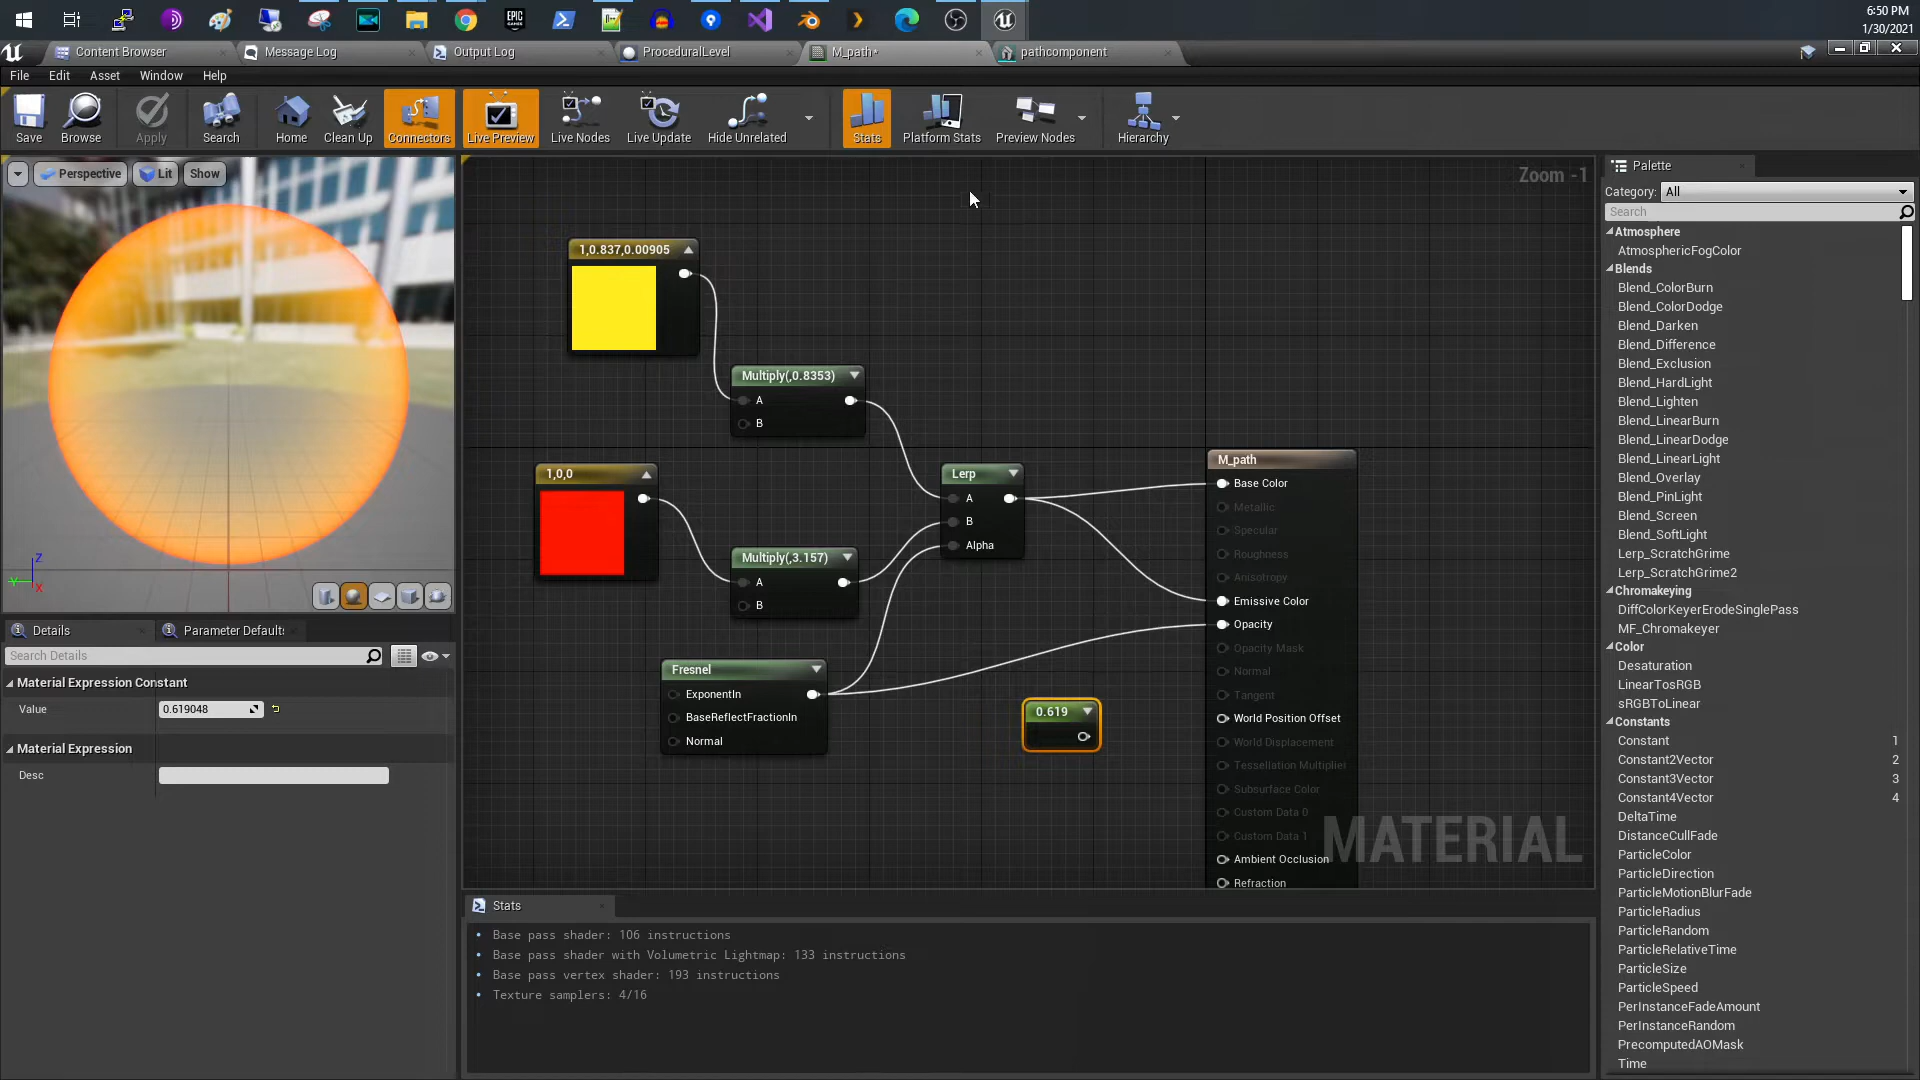 6:50 PM
1/30/2021
Content Browser
Message Log
Output Log
ProceduralLevel
M_path*
pathcomponent
File
Edit
Asset
Window
Help
Save
Browse
Apply
Search
Home
Clean Up
Connectors
Live Preview
Live Nodes
Live Update
Hide Unrelated
Stats
Platform Stats
Preview Nodes
Hierarchy
Perspective
Lit
Show
Zoom -1
1,0.837,0.00905
Multiply(,0.8353)
A
B
1,0,0
Multiply(,3.157)
A
B
Lerp
A
B
Alpha
Fresnel
ExponentIn
BaseReflectFractionIn
Normal
0.619
M_path
Base Color
Metallic
Specular
Roughness
Anisotropy
Emissive Color
Opacity
Opacity Mask
Normal
Tangent
World Position Offset
World Displacement
Tessellation Multiplier
Subsurface Color
Custom Data 0
Custom Data 1
Ambient Occlusion
Refraction
MATERIAL
Z
Y
X
Details
Parameter Defaults
Search Details
Material Expression Constant
Value
0.619048
Material Expression
Desc
Stats
Base pass shader: 106 instructions
Base pass shader with Volumetric Lightmap: 133 instructions
Base pass vertex shader: 193 instructions
Texture samplers: 4/16
Palette
Category: All
Search
Atmosphere
AtmosphericFogColor
Blends
Blend_ColorBurn
Blend_ColorDodge
Blend_Darken
Blend_Difference
Blend_Exclusion
Blend_HardLight
Blend_Lighten
Blend_LinearBurn
Blend_LinearDodge
Blend_LinearLight
Blend_Overlay
Blend_PinLight
Blend_Screen
Blend_SoftLight
Lerp_ScratchGrime
Lerp_ScratchGrime2
Chromakeying
DiffColorKeyerErodeSinglePass
MF_Chromakeyer
Color
Desaturation
LinearTosRGB
sRGBToLinear
Constants
Constant 1
Constant2Vector 2
Constant3Vector 3
Constant4Vector 4
DeltaTime
DistanceCullFade
ParticleColor
ParticleDirection
ParticleMotionBlurFade
ParticleRadius
ParticleRandom
ParticleRelativeTime
ParticleSize
ParticleSpeed
PerInstanceFadeAmount
PerInstanceRandom
PrecomputedAOMask
Time